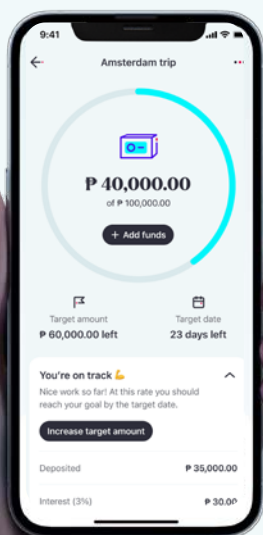 9:41
Amsterdam trip
₱ 40,000.00
of ₱ 100,000.00
+ Add funds
Target amount
₱ 60,000.00 left
Target date
23 days left
You're on track 💪
Nice work so far! At this rate you should
reach your goal by the target date.
Increase target amount
Deposited
₱ 35,000.00
Interest (3%)
₱ 30.00